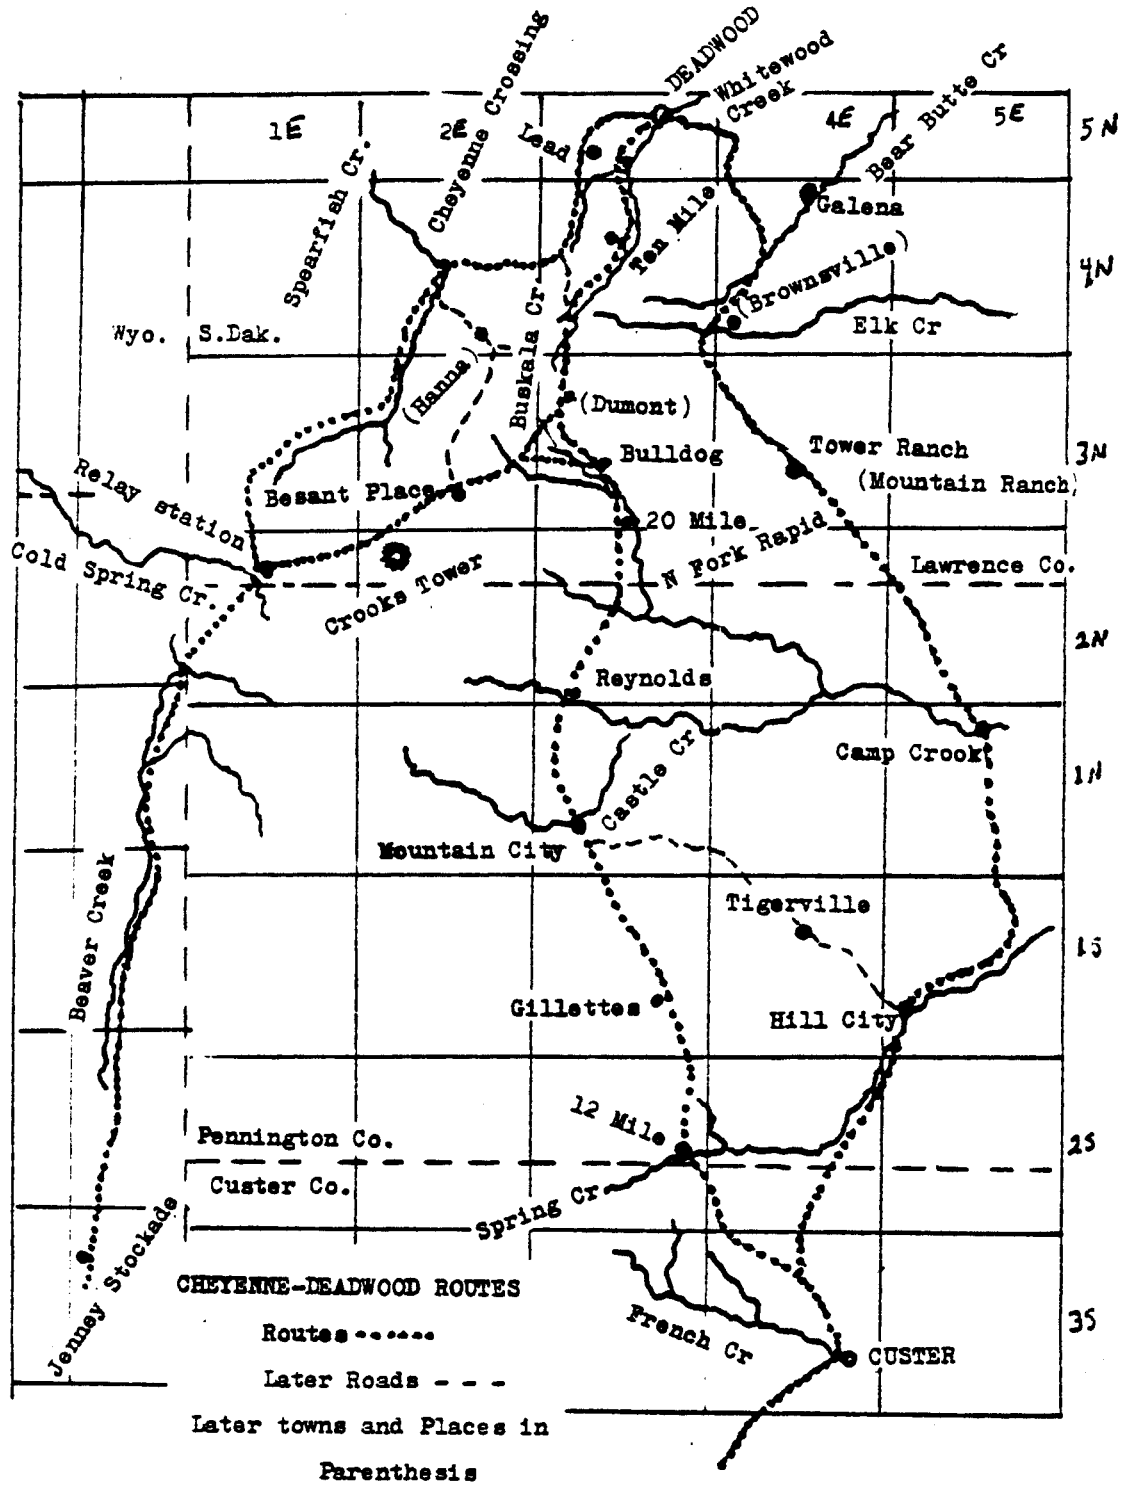 DEADWOOD
Cheyenne Crossing
Whitewood
Creek
Bear Butte Cr
1E
2E
4E
5E
5N
Lead
Spearfish Cr.
Galena
Ten Mile
4N
(Brownsville)
Buskala Cr
Elk Cr
Wyo.
S.Dak.
(Hanna)
(Dumont)
Tower Ranch
3N
Bulldog
(Mountain Ranch)
Relay station
Besant Place
20 Mile
N Fork Rapid
Cold Spring Cr.
Lawrence Co.
Crooks Tower
2N
Reynolds
Camp Crook
1N
Castle Cr
Mountain City
Tigerville
Beaver Creek
1S
Gillettes
Hill City
12 Mile
Pennington Co.
2S
Custer Co.
Spring Cr
Jenney Stockade
CHEYENNE-DEADWOOD ROUTES
Routes
3S
French Cr
CUSTER
Later Roads - - -
Later towns and Places in
Parenthesis